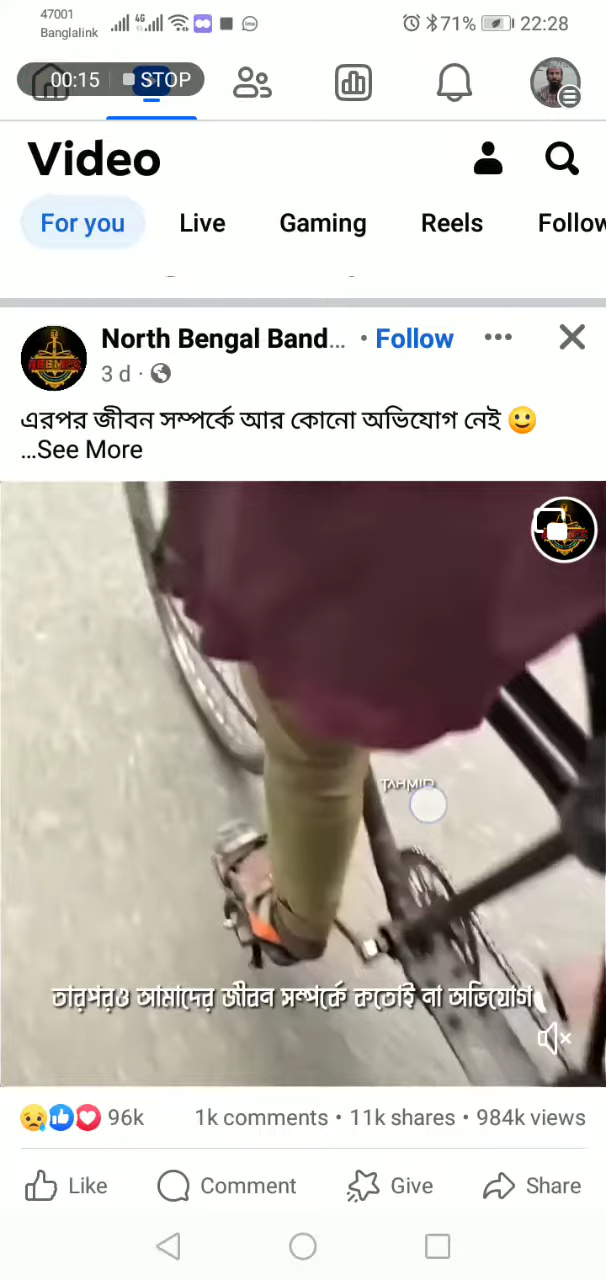 47001
Banglalink
4G
71%
22:28
00:15 STOP
Video
For you Live Gaming Reels Follow
North Bengal Band... · Follow
3 d ·
এরপর জীবন সম্পর্কে আর কোনো অভিযোগ নেই 🙂
...See More
TAHMID
তারপরও আমাদের জীবন সম্পর্কে কতোই না অভিযোগ
96k 1k comments • 11k shares • 984k views
Like Comment Give Share